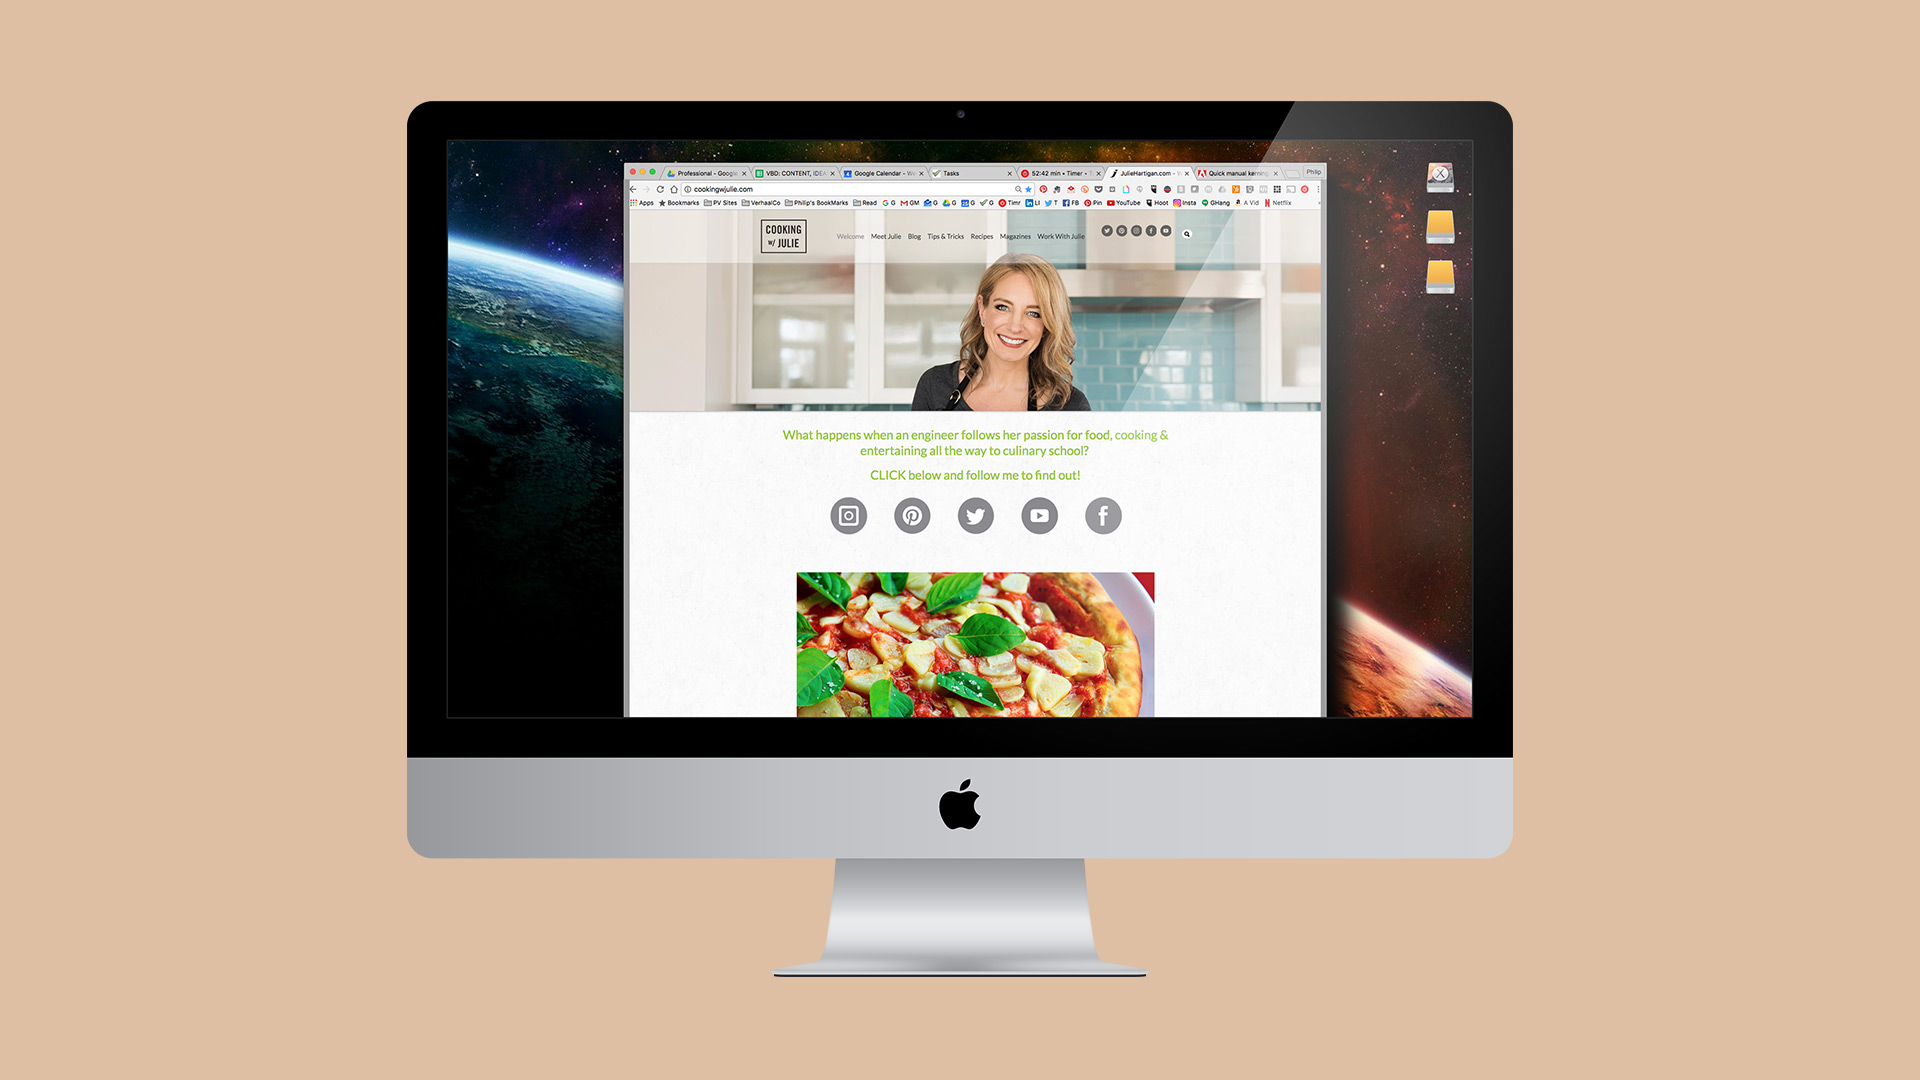 Professional - Google
VBD: CONTENT, IDEA
Google Calendar - We
Tasks
52:42 min • Timer • T
JulieHartigan.com - W
Quick manual kerning
Philip
cookingwjulie.com
Apps Bookmarks PV Sites VerhaalCo Philip's BookMarks Read G GM G G G G Timr LI T FB Pin YouTube Hoot Insta GHang A Vid Netflix
COOKING
w/ JULIE
Welcome Meet Julie Blog Tips & Tricks Recipes Magazines Work With Julie
What happens when an engineer follows her passion for food, cooking &
entertaining all the way to culinary school?
CLICK below and follow me to find out!